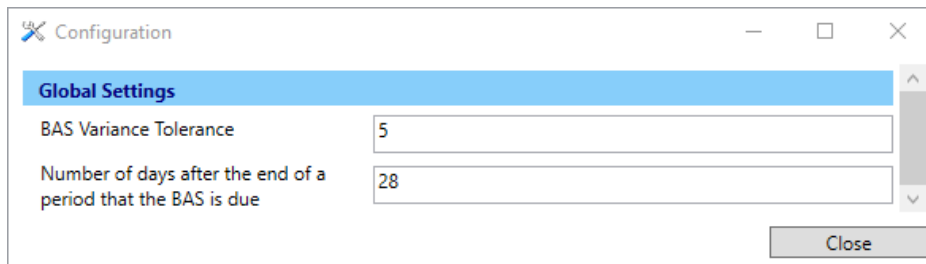 Configuration
Global Settings
BAS Variance Tolerance
5
Number of days after the end of a
period that the BAS is due
28
Close